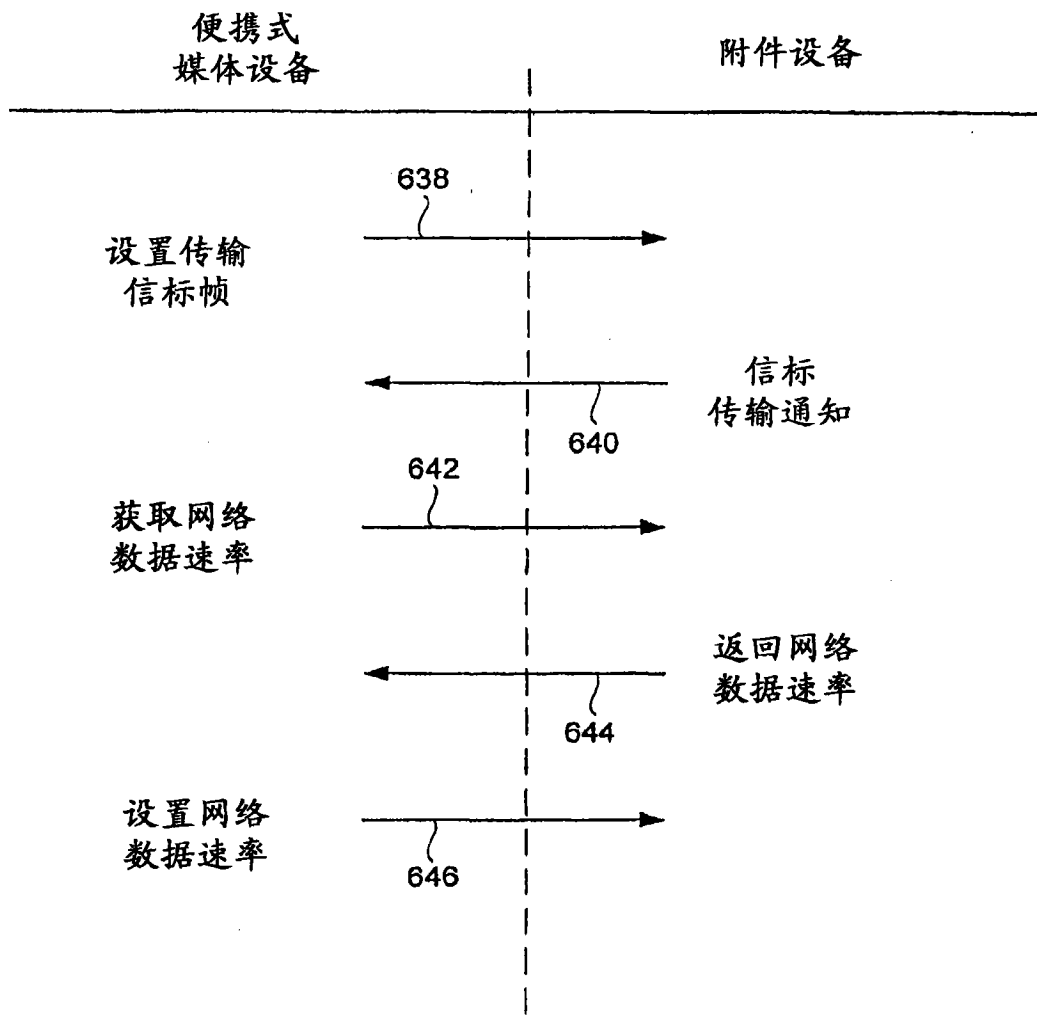 便携式
媒体设备
附件设备
638
设置传输
信标帧
信标
传输通知
640
642
获取网络
数据速率
返回网络
数据速率
644
设置网络
数据速率
646